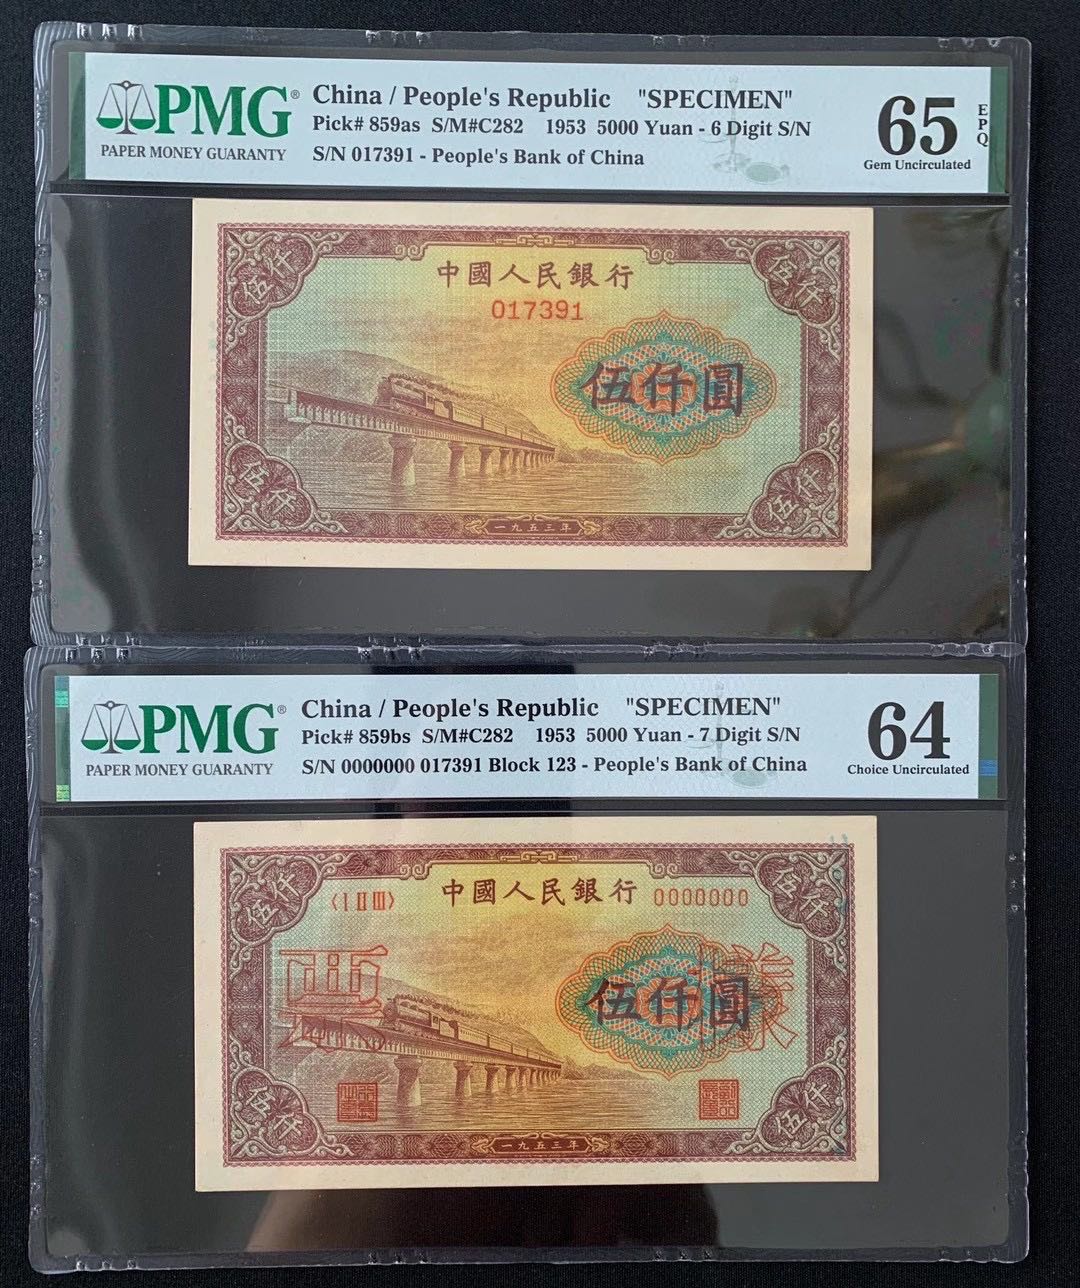 PMG®
PAPER MONEY GUARANTY
China / People's Republic "SPECIMEN"
Pick# 859as S/M#C282 1953 5000 Yuan - 6 Digit S/N
S/N 017391 - People's Bank of China
65
Gem Uncirculated
EPQ
伍仟
伍仟
中國人民銀行
017391
伍仟圓
伍仟
伍仟
一九五三年
PMG®
PAPER MONEY GUARANTY
China / People's Republic "SPECIMEN"
Pick# 859bs S/M#C282 1953 5000 Yuan - 7 Digit S/N
S/N 0000000 017391 Block 123 - People's Bank of China
64
Choice Uncirculated
伍仟
伍仟
〈I II III〉
中國人民銀行
0000000
票樣
伍仟圓
伍仟
伍仟
一九五三年